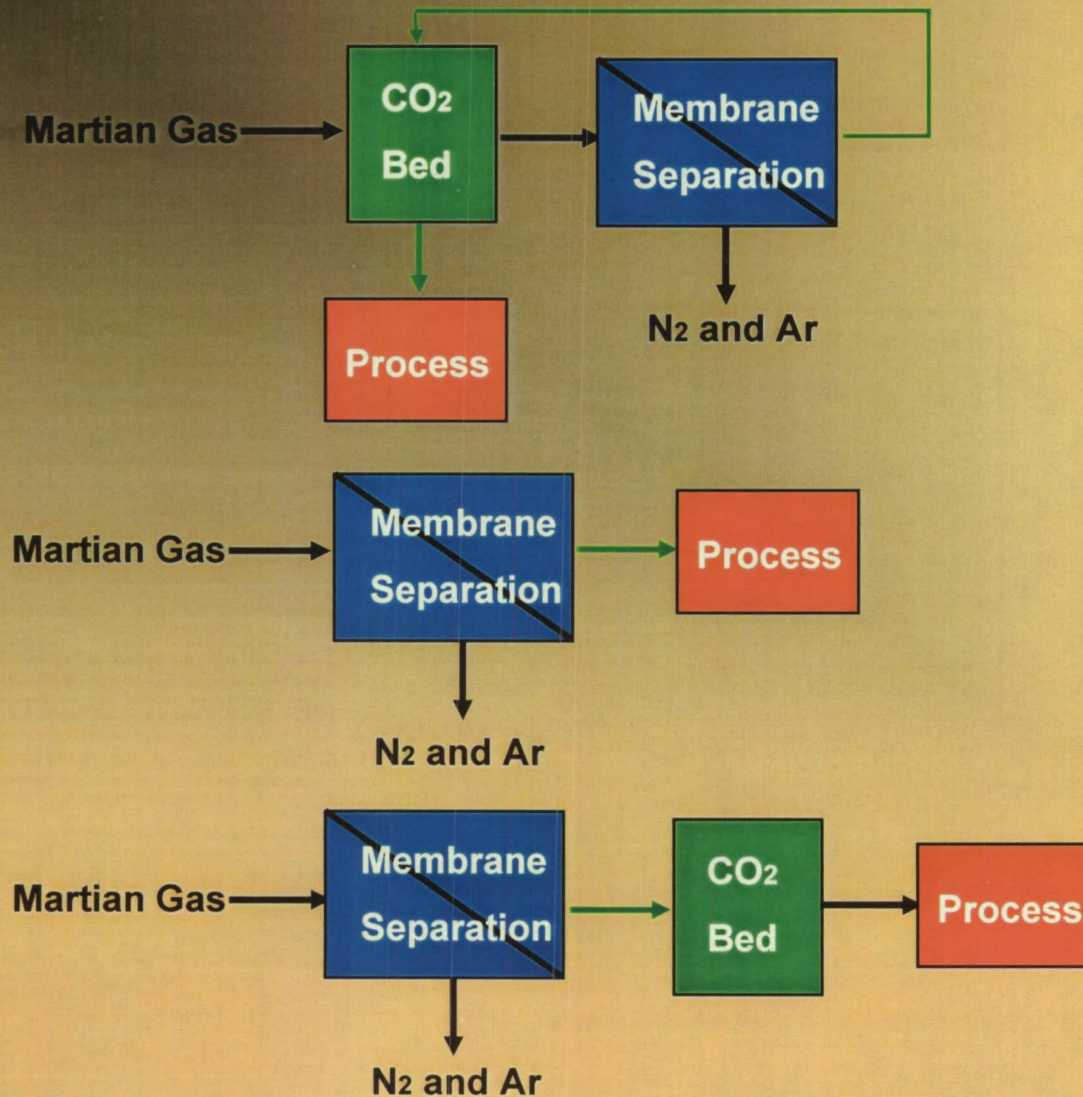 CO2
Martian Gas
Bed
Membrane
Separation
Process
N2 and Ar
Martian Gas
Membrane
Separation
Process
N2 and Ar
Martian Gas
Membrane
Separation
CO2
Bed
Process
N2 and Ar